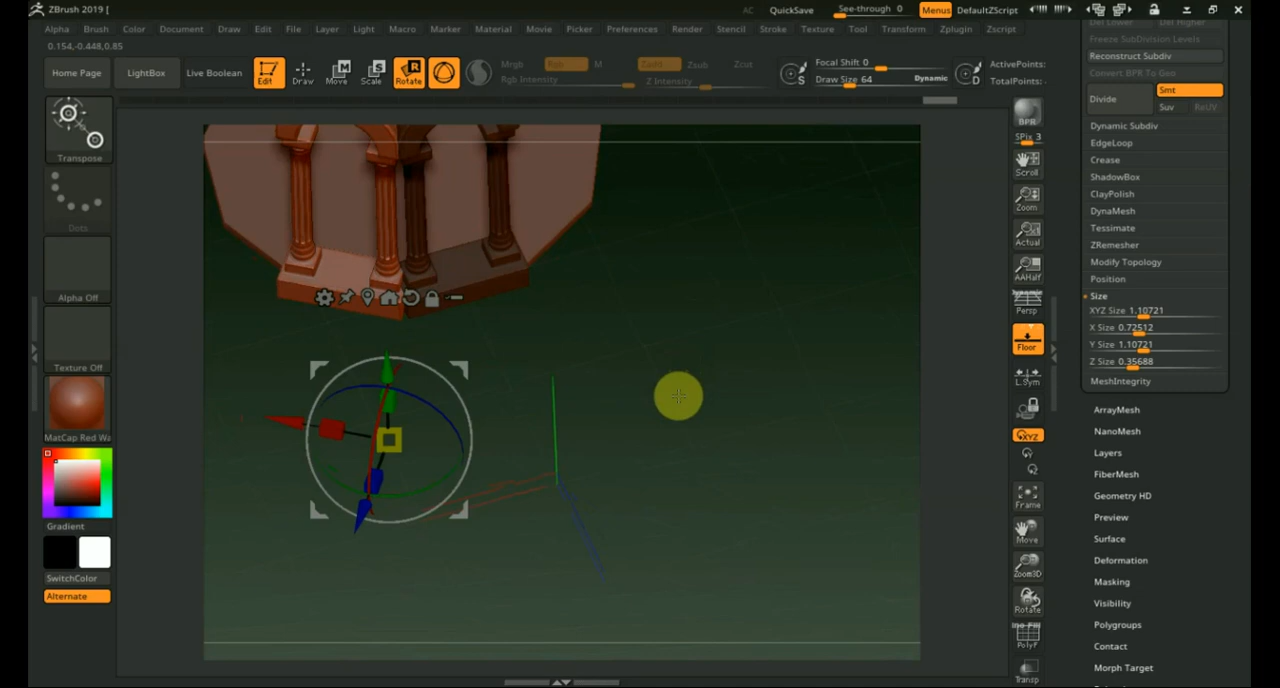 ZBrush 2019 [
AC QuickSave See-through 0 Menus DefaultZScript
Alpha Brush Color Document Draw Edit File Layer Light Macro Marker Material Movie Picker Preferences Render Stencil Stroke Texture Tool Transform Zplugin Zscript
0.154,-0.448,0.85
Home Page LightBox Live Boolean Edit Draw Move Scale Rotate
Mrgb Rgb M Zadd Zsub Zcut
Rgb Intensity Z Intensity
Focal Shift 0
Draw Size 64 Dynamic
ActivePoints:
TotalPoints:
Transpose
Dots
Alpha Off
Texture Off
MatCap Red Wa
Gradient
SwitchColor
Alternate
BPR
SPix 3
Scroll
Zoom
Actual
AAHalf
Dynamic
Persp
Floor
L.Sym
XYZ
Frame
Move
Zoom3D
Rotate
PolyF
Transp
Del Lower Del Higher
Freeze SubDivision Levels
Reconstruct Subdiv
Convert BPR To Geo
Divide Smt
Suv ReUV
Dynamic Subdiv
EdgeLoop
Crease
ShadowBox
ClayPolish
DynaMesh
Tessimate
ZRemesher
Modify Topology
Position
Size
XYZ Size 1.10721
X Size 0.72512
Y Size 1.10721
Z Size 0.35688
MeshIntegrity
ArrayMesh
NanoMesh
Layers
FiberMesh
Geometry HD
Preview
Surface
Deformation
Masking
Visibility
Polygroups
Contact
Morph Target